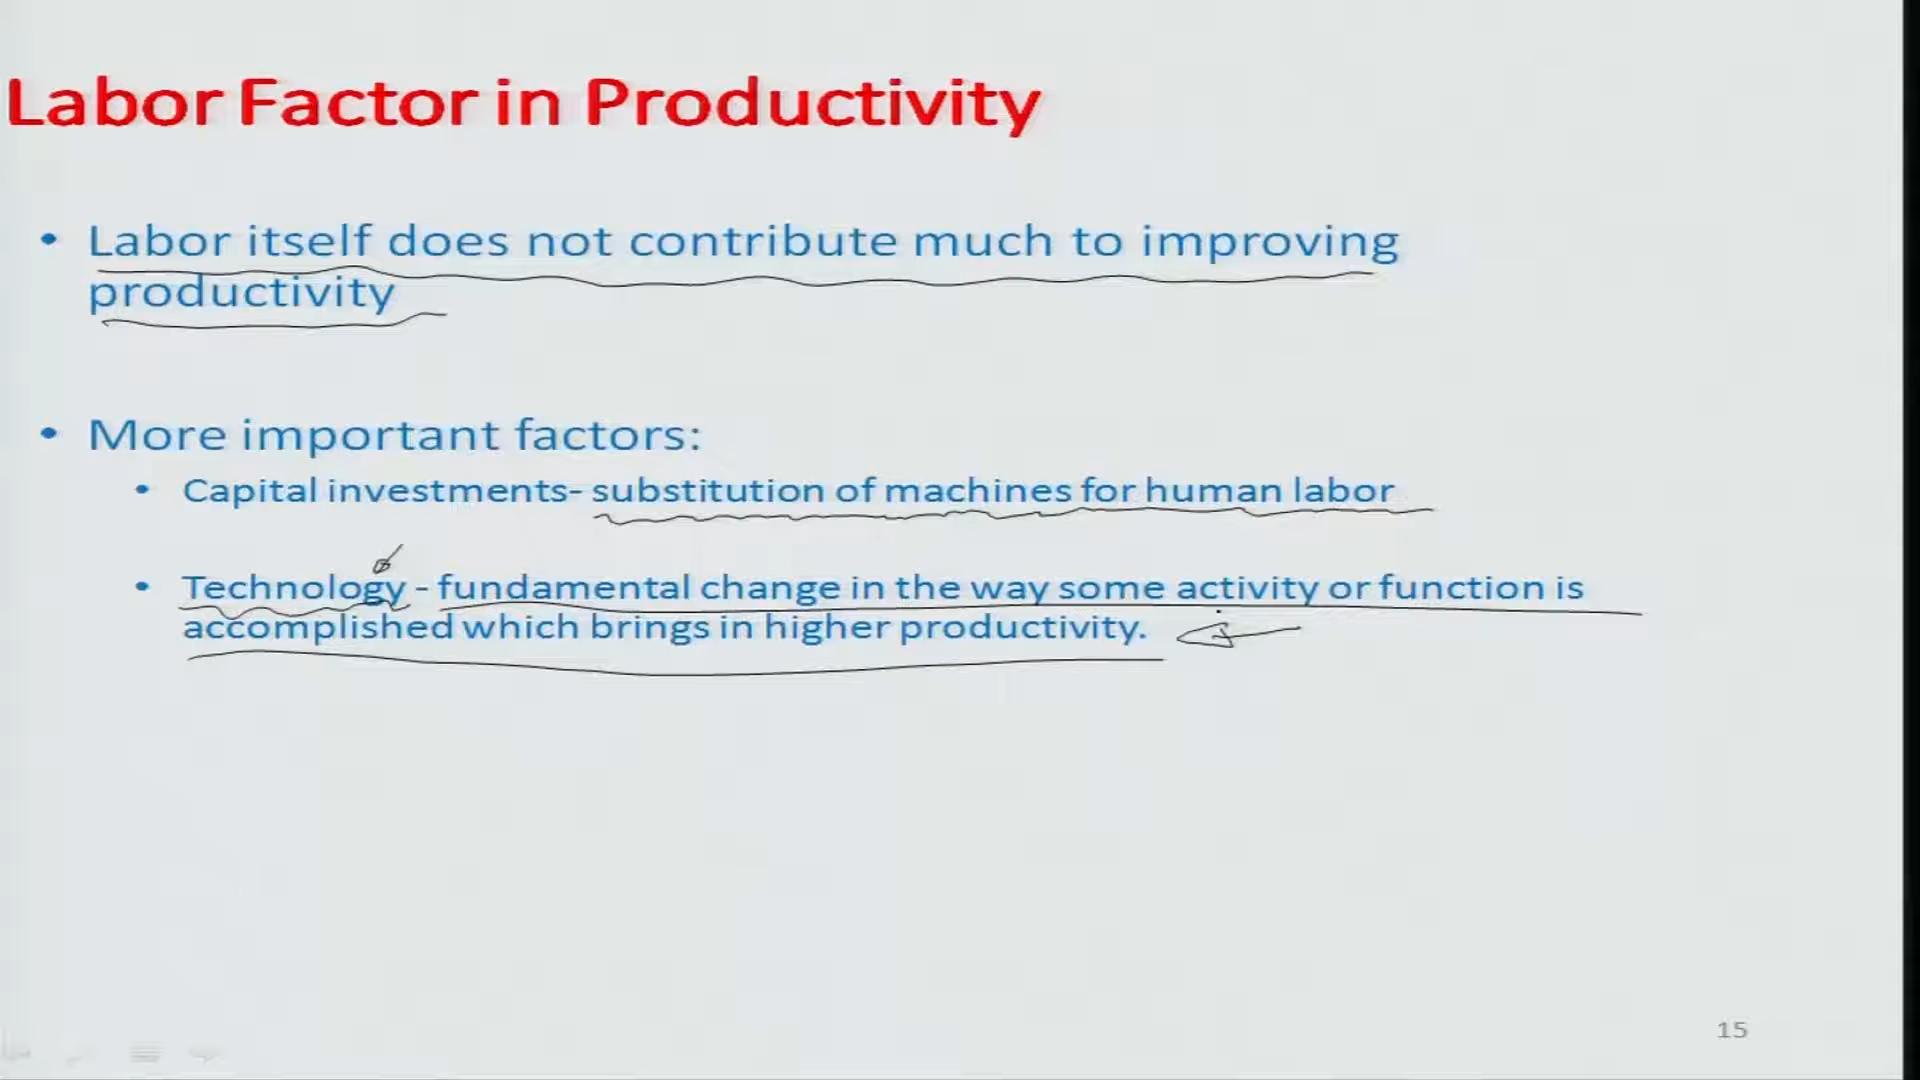 Labor Factor in Productivity
• Labor itself does not contribute much to improving
productivity
• More important factors:
• Capital investments- substitution of machines for human labor
• Technology - fundamental change in the way some activity or function is
accomplished which brings in higher productivity.
15